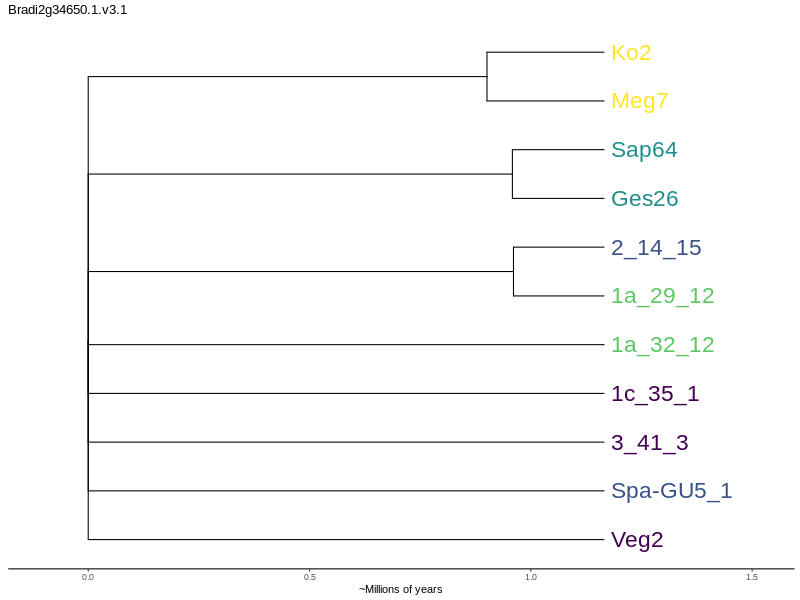 Bradi2g34650.1.v3.1
Ko2
Meg7
Sap64
Ges26
2_14_15
1a_29_12
1a_32_12
1c_35_1
3_41_3
Spa-GU5_1
Veg2
0.0 0.5 1.0 1.5
~Millions of years